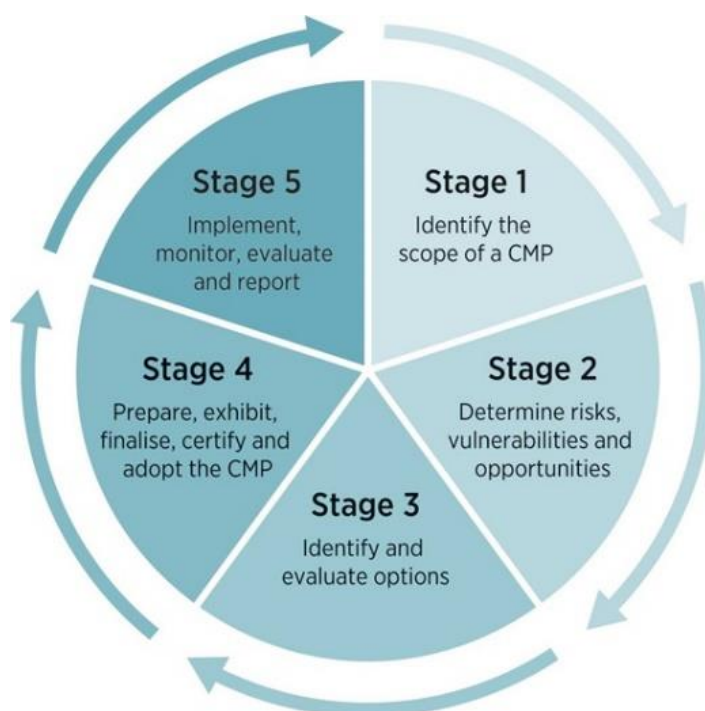 Stage 1
Identify the
scope of a CMP
Stage 2
Determine risks,
vulnerabilities and
opportunities
Stage 3
Identify and
evaluate options
Stage 4
Prepare, exhibit,
finalise, certify and
adopt the CMP
Stage 5
Implement,
monitor, evaluate
and report